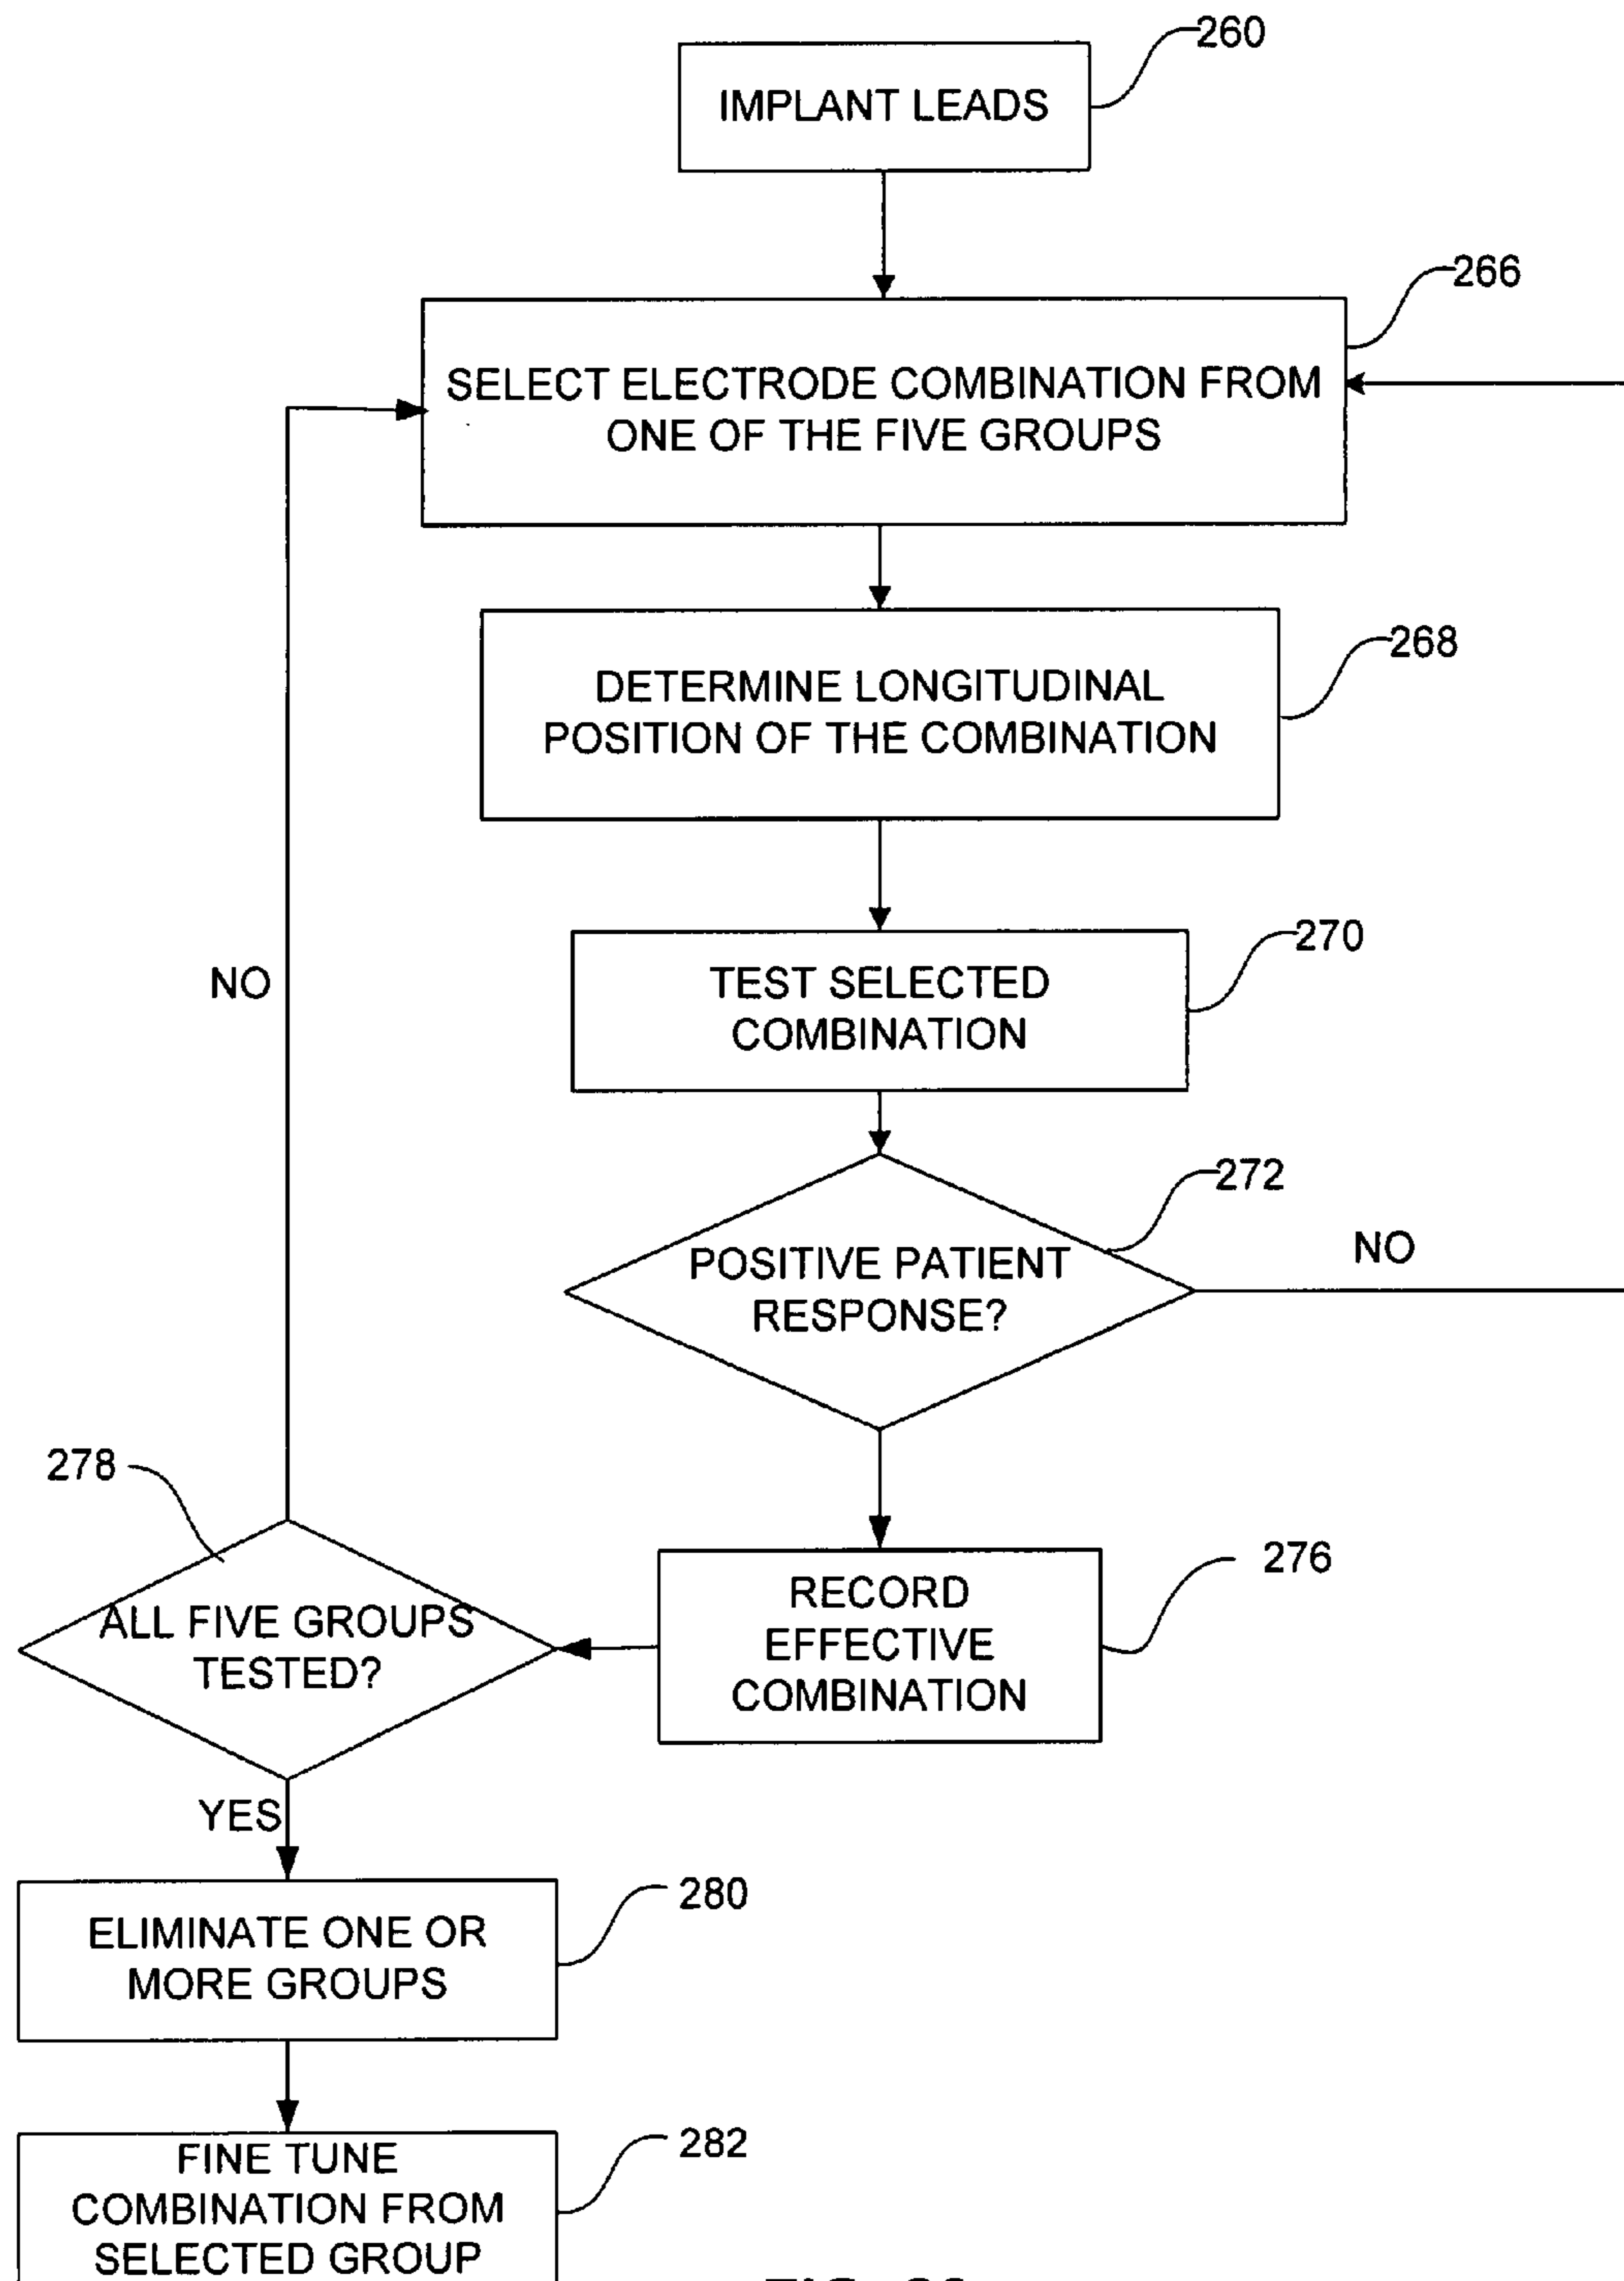 260
IMPLANT LEADS
266
SELECT ELECTRODE COMBINATION FROM
ONE OF THE FIVE GROUPS
268
DETERMINE LONGITUDINAL
POSITION OF THE COMBINATION
270
TEST SELECTED
COMBINATION
NO
272
POSITIVE PATIENT
RESPONSE?
NO
278
ALL FIVE GROUPS
TESTED?
276
RECORD
EFFECTIVE
COMBINATION
YES
280
ELIMINATE ONE OR
MORE GROUPS
282
FINE TUNE
COMBINATION FROM
SELECTED GROUP